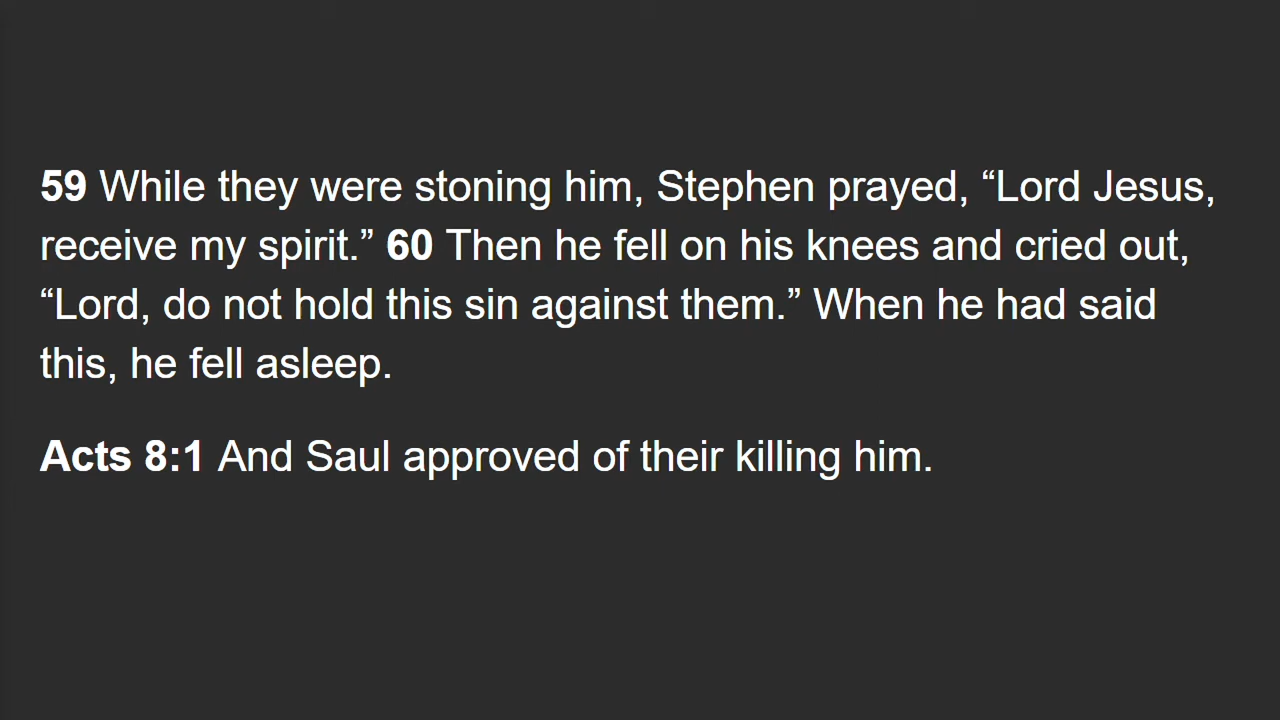 59 While they were stoning him, Stephen prayed, “Lord Jesus,
receive my spirit.” 60 Then he fell on his knees and cried out,
“Lord, do not hold this sin against them.” When he had said
this, he fell asleep.
Acts 8:1 And Saul approved of their killing him.